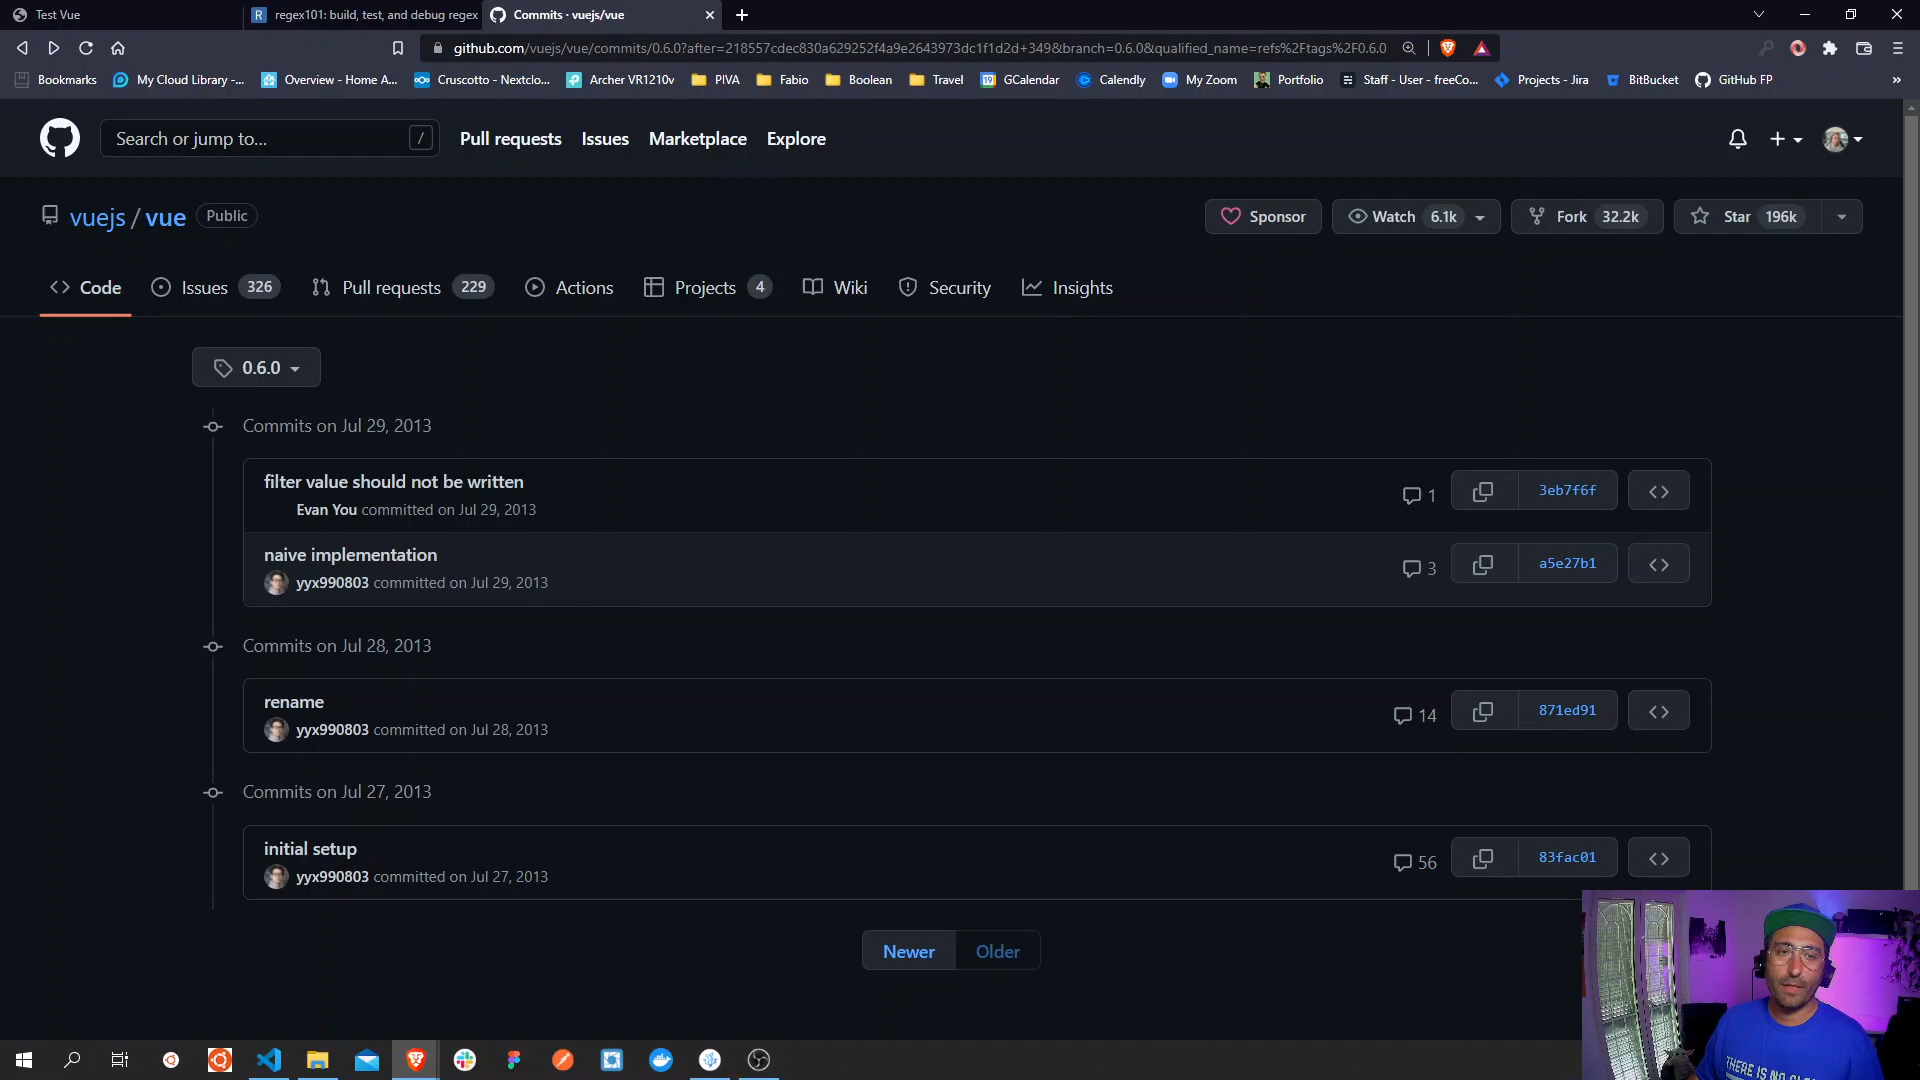 Test Vue
R regex101: build, test, and debug regex
Commits · vuejs/vue
github.com/vuejs/vue/commits/0.6.0?after=218557cdec830a629252f4a9e2643973dc1f1d2d+349&branch=0.6.0&qualified_name=refs%2Ftags%2F0.6.0
Bookmarks
My Cloud Library -...
Overview - Home A...
Cruscotto - Nextclo...
Archer VR1210v
PIVA
Fabio
Boolean
Travel
GCalendar
Calendly
My Zoom
Portfolio
Staff - User - freeCo...
Projects - Jira
BitBucket
GitHub FP
»
Search or jump to... /
Pull requests
Issues
Marketplace
Explore
vuejs / vue Public
Sponsor
Watch 6.1k
Fork 32.2k
Star 196k
Code
Issues 326
Pull requests 229
Actions
Projects 4
Wiki
Security
Insights
0.6.0
Commits on Jul 29, 2013
filter value should not be written
Evan You committed on Jul 29, 2013
1
3eb7f6f
naive implementation
yyx990803 committed on Jul 29, 2013
3
a5e27b1
Commits on Jul 28, 2013
rename
yyx990803 committed on Jul 28, 2013
14
871ed91
Commits on Jul 27, 2013
initial setup
yyx990803 committed on Jul 27, 2013
56
83fac01
Newer
Older
THERE IS NO